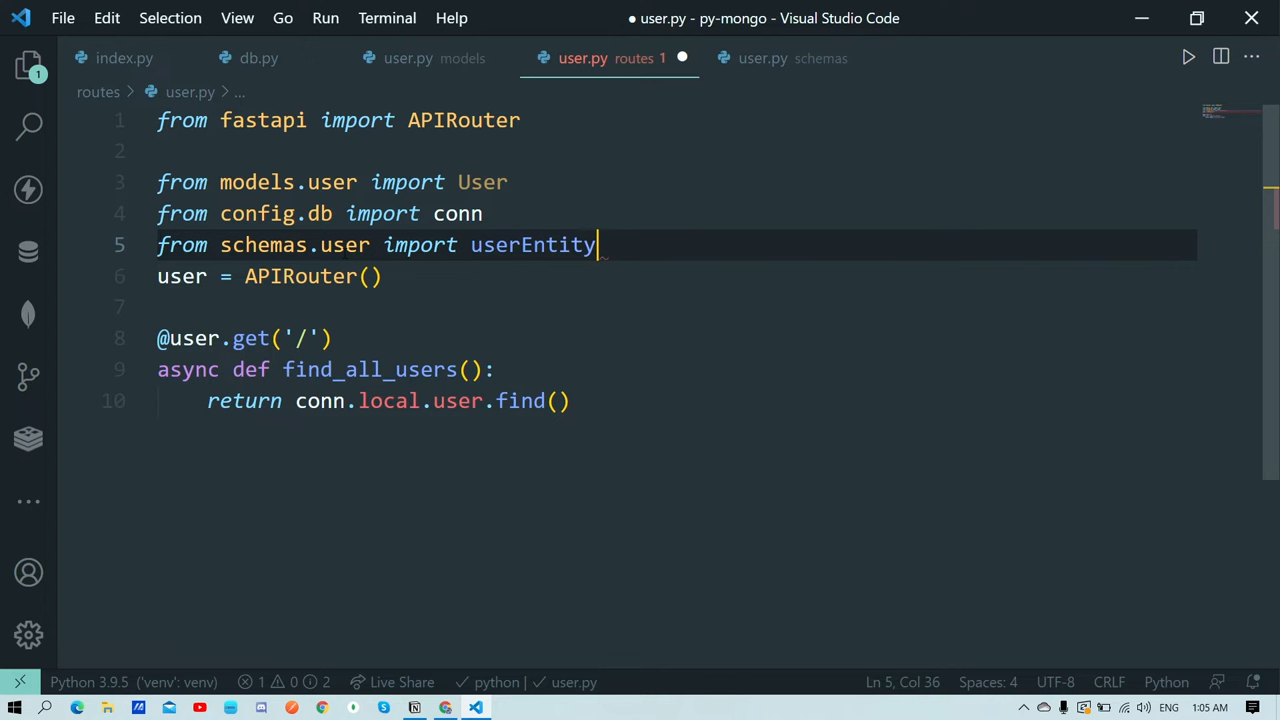 File Edit Selection View Go Run Terminal Help ● user.py - py-mongo - Visual Studio Code
index.py db.py user.py models user.py routes 1 user.py schemas
routes > user.py > ...
1 from fastapi import APIRouter
2
3 from models.user import User
4 from config.db import conn
5 from schemas.user import userEntity
6 user = APIRouter()
7
8 @user.get('/')
9 async def find_all_users():
10 return conn.local.user.find()
1
Python 3.9.5 ('venv': venv) 1 0 2 Live Share ✓ python | ✓ user.py Ln 5, Col 36 Spaces: 4 UTF-8 CRLF Python
ENG 1:05 AM